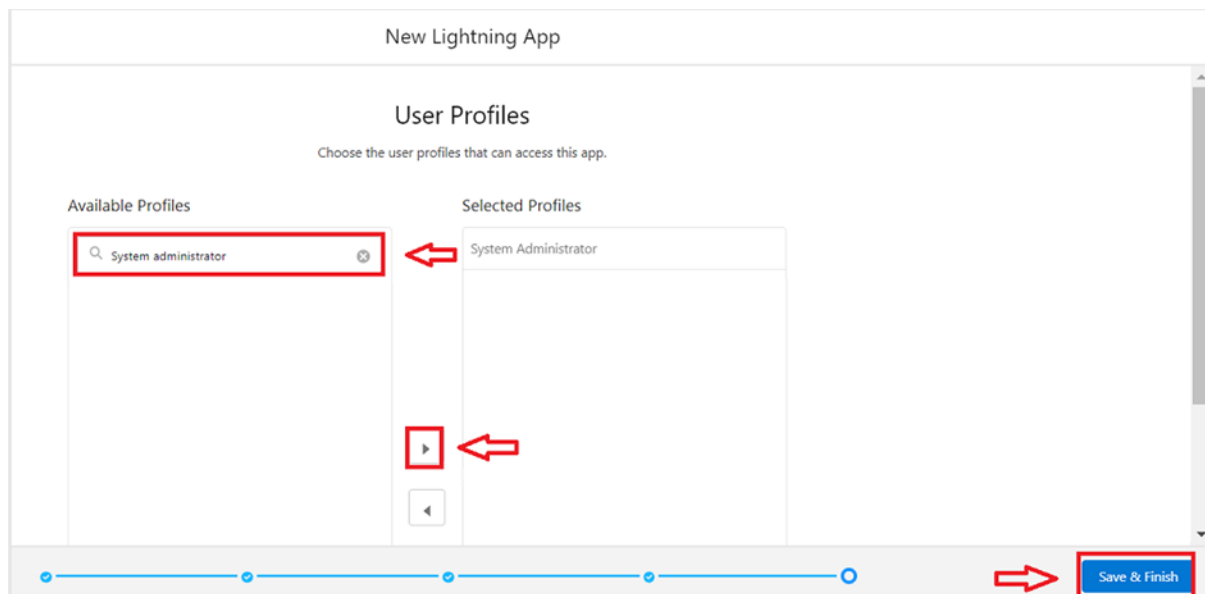 New Lightning App
User Profiles
Choose the user profiles that can access this app.
Available Profiles
Selected Profiles
System administrator
System Administrator
Save & Finish